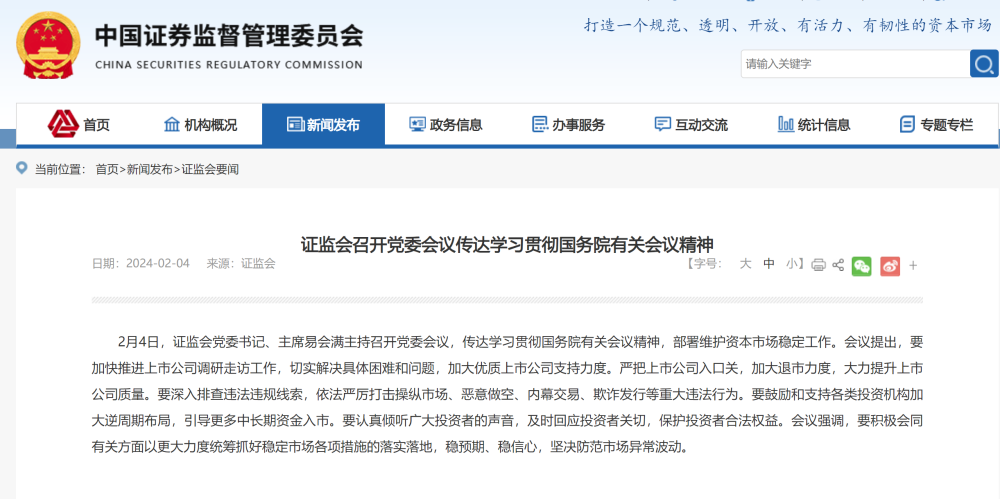 打造一个规范、透明、开放、有活力、有韧性的资本市场
中国证券监督管理委员会
CHINA SECURITIES REGULATORY COMMISSION
请输入关键字
首页 机构概况 新闻发布 政务信息 办事服务 互动交流 统计信息 专题专栏
当前位置： 首页>新闻发布>证监会要闻
证监会召开党委会议传达学习贯彻国务院有关会议精神
日期：2024-02-04 来源：证监会 【字号： 大 中 小】
2月4日，证监会党委书记、主席易会满主持召开党委会议，传达学习贯彻国务院有关会议精神，部署维护资本市场稳定工作。会议提出，要
加快推进上市公司调研走访工作，切实解决具体困难和问题，加大优质上市公司支持力度。严把上市公司入口关，加大退市力度，大力提升上市
公司质量。要深入排查违法违规线索，依法严厉打击操纵市场、恶意做空、内幕交易、欺诈发行等重大违法行为。要鼓励和支持各类投资机构加
大逆周期布局，引导更多中长期资金入市。要认真倾听广大投资者的声音，及时回应投资者关切，保护投资者合法权益。会议强调，要积极会同
有关方面以更大力度统筹抓好稳定市场各项措施的落实落地，稳预期、稳信心，坚决防范市场异常波动。